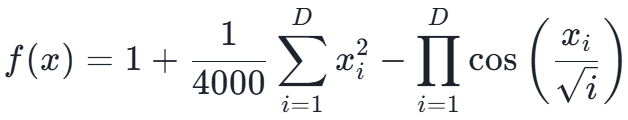 f(x) = 1 + \frac{1}{4000} \sum_{i=1}^{D} x_i^2 - \prod_{i=1}^{D} \cos\left(\frac{x_i}{\sqrt{i}}\right)